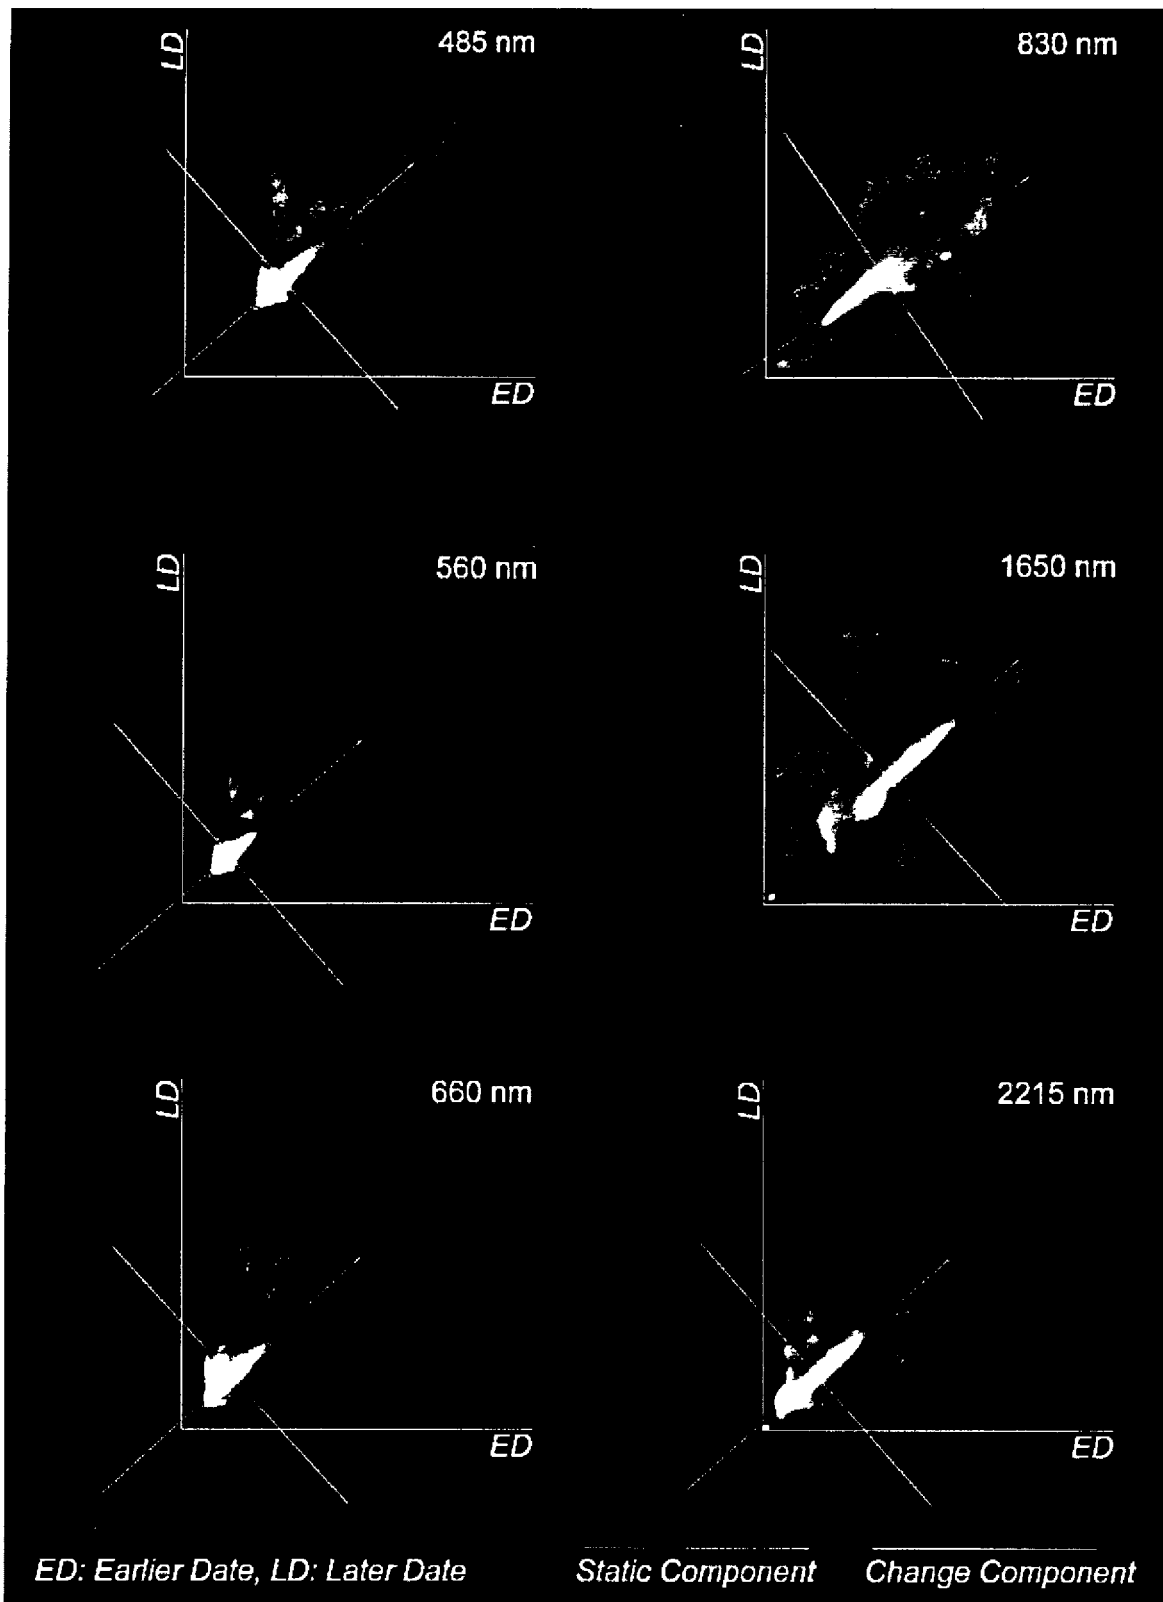 LD 485 nm
ED
LD 830 nm
ED
LD 560 nm
ED
LD 1650 nm
ED
LD 660 nm
ED
LD 2215 nm
ED
ED: Earlier Date, LD: Later Date
Static Component
Change Component